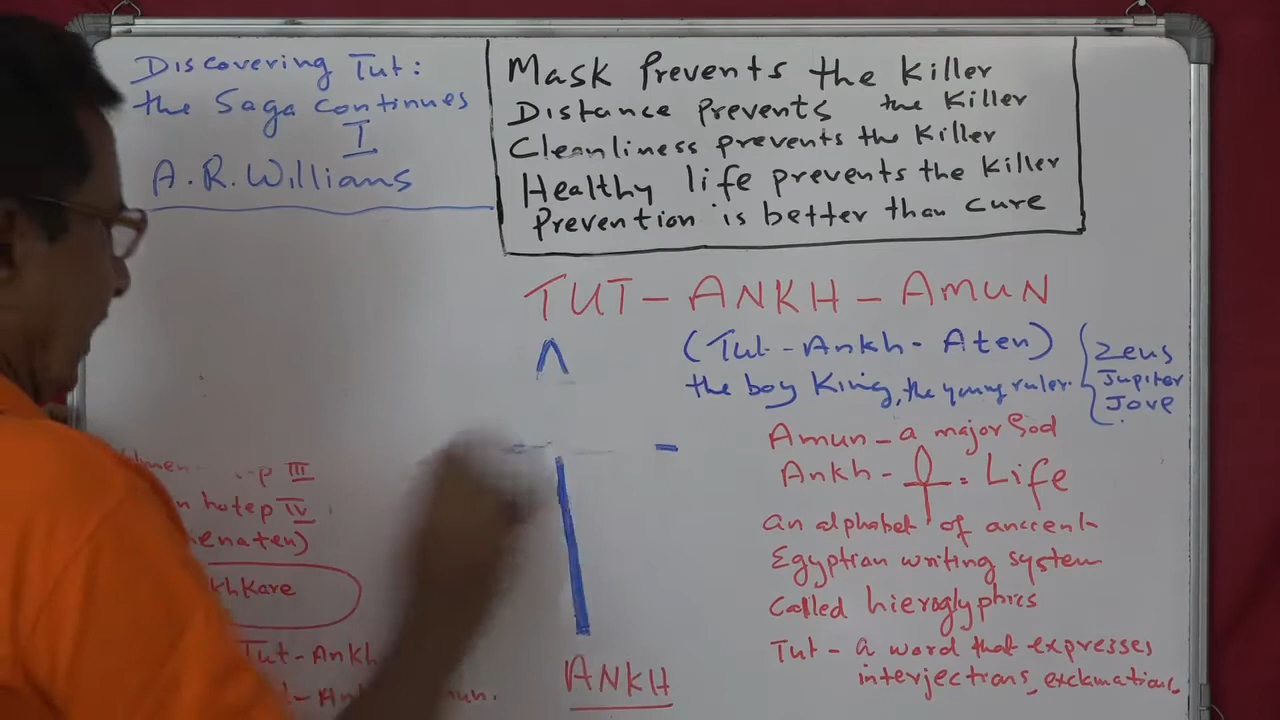 Discovering Tut:
the Saga continues
I
A.R. Willians
Mask Prevents the Killer
Distance prevents the Killer
Cleanliness prevents the Killer
Healthy life prevents the Killer
Prevention is better than cure
TUT - ANKH - AMUN
(Tut - Ankh - Aten)
the boy King, the young ruler.
Zeus
Jupiter
Jove
Amun - a major God
Ankh - = Life
an alphabet of ancient
Egyptian writing system
called hieroglyphics
Tut - a word that expresses
interjections, exclamations
III
hotep IV
enaten)
khKare
Tut-Ankh
ANKH